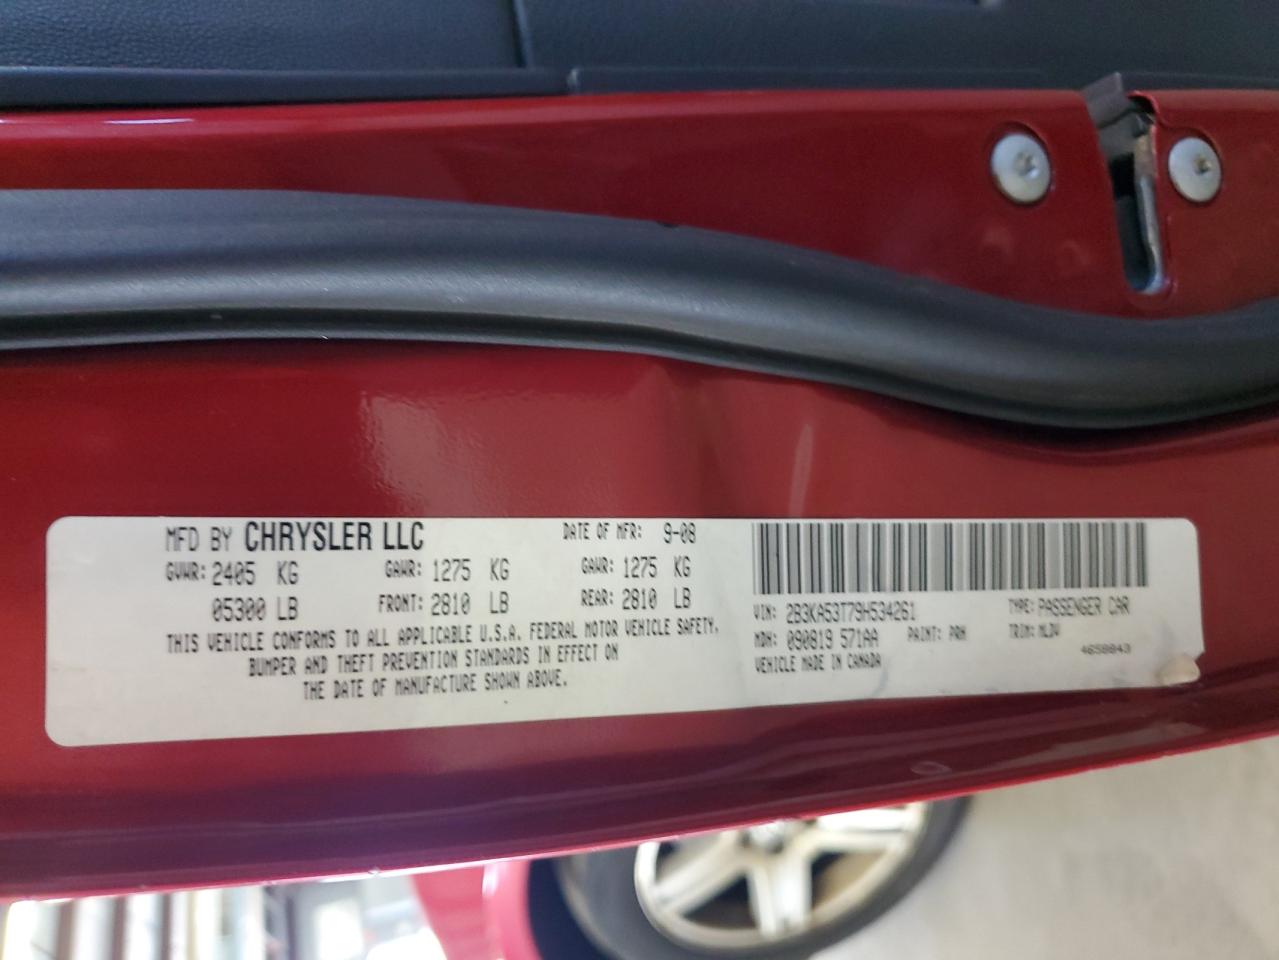 MFD BY CHRYSLER LLC DATE OF MFR: 9-08
GVWR: 2405 KG GAWR: 1275 KG GAWR: 1275 KG
05300 LB FRONT: 2810 LB REAR: 2810 LB
THIS VEHICLE CONFORMS TO ALL APPLICABLE U.S.A. FEDERAL MOTOR VEHICLE SAFETY,
BUMPER AND THEFT PREVENTION STANDARDS IN EFFECT ON
THE DATE OF MANUFACTURE SHOWN ABOVE.
VIN: 2B3KA53T79H534261 TYPE: PASSENGER CAR
MDH: 090819 571AA PAINT: PRH TRIM: MLDV
VEHICLE MADE IN CANADA 4658843